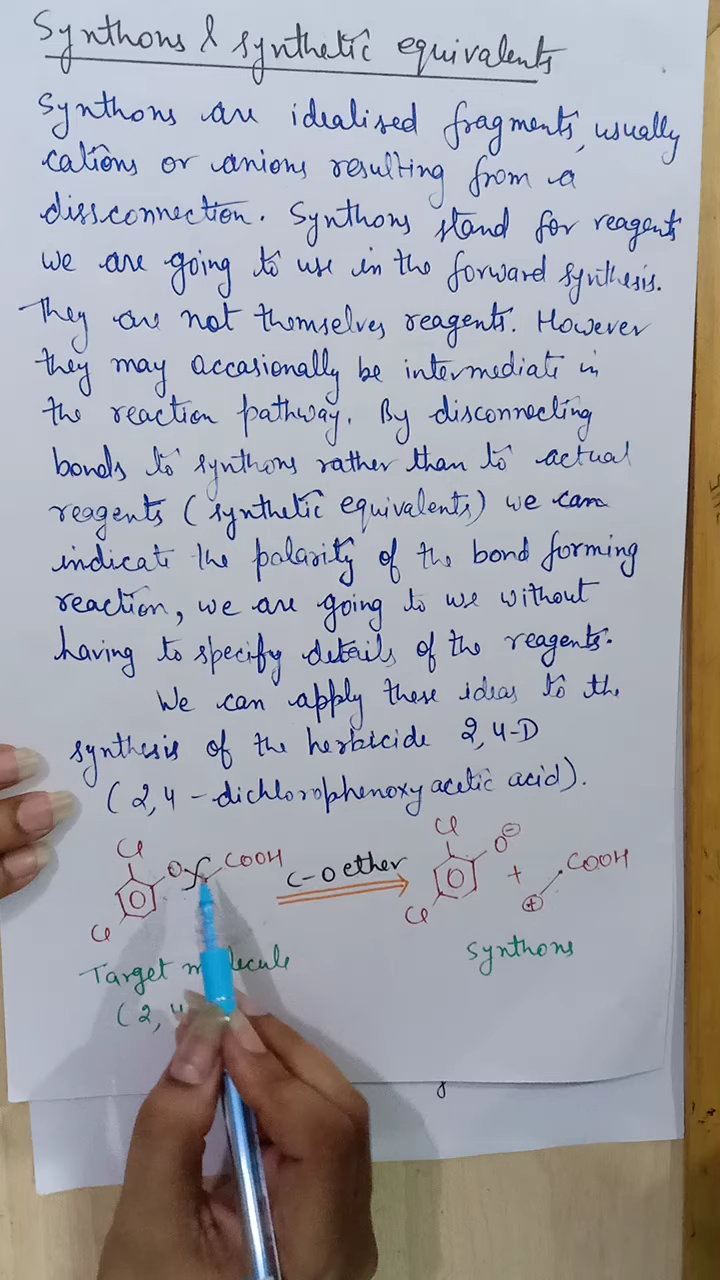 Synthons & synthetic equivalents
Synthons are idealised fragments, usually
cations or anions resulting from a
dissconnection. Synthons stand for reagents
we are going to use in the forward synthesis.
They are not themselves reagents. However
they may accasionally be intermediate in
the reaction pathway. By disconnecting
bonds to synthons rather than to actual
reagents (synthetic equivalents) we can
indicate the polarity of the bond forming
reaction, we are going to we without
having to specify details of the reagents.
We can apply these ideas to the
synthesis of the herbicide 2,4-D
(2,4-dichlorophenoxy acetic acid).
Cl O COOH Cl
C-O ether
Cl O⊖ + ⊕ COOH
Cl
Target molecule
Synthons
(2,4